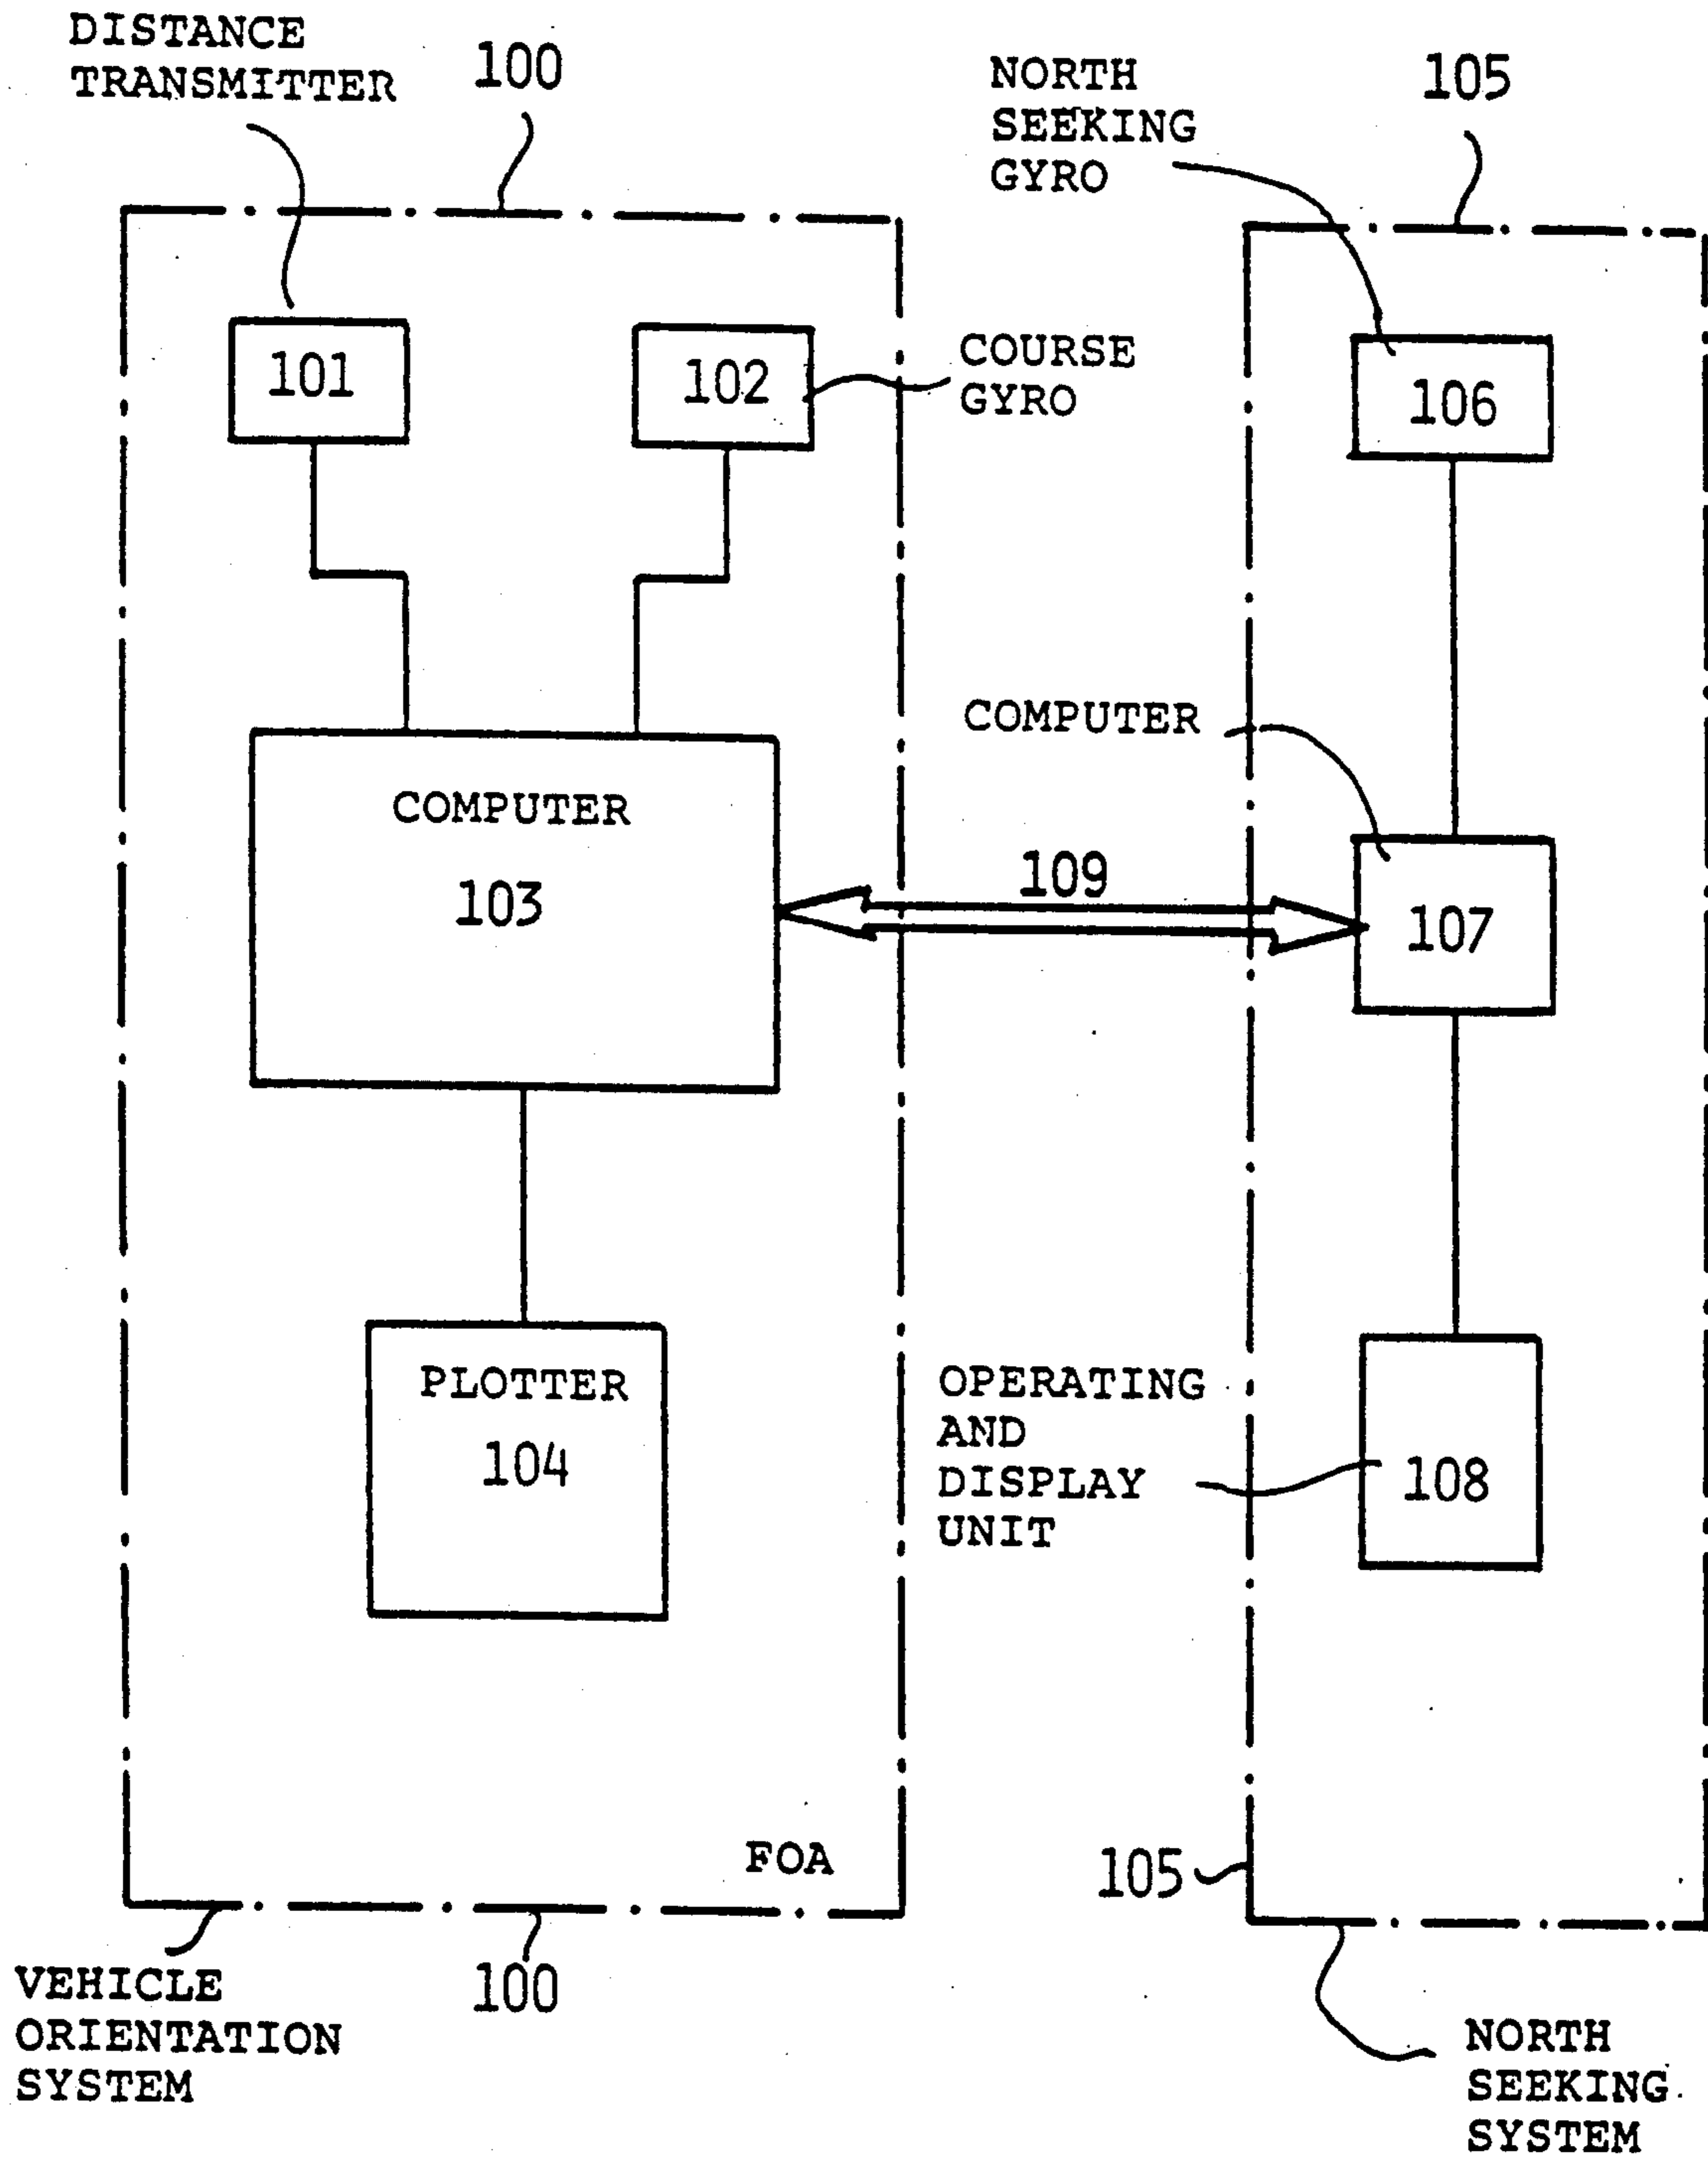 DISTANCE
TRANSMITTER
100
NORTH
SEEKING
GYRO
105
101
102
COURSE
GYRO
106
COMPUTER
COMPUTER
103
109
107
PLOTTER
104
OPERATING
AND
DISPLAY
UNIT
108
FOA
105
VEHICLE
ORIENTATION
SYSTEM
100
NORTH
SEEKING
SYSTEM